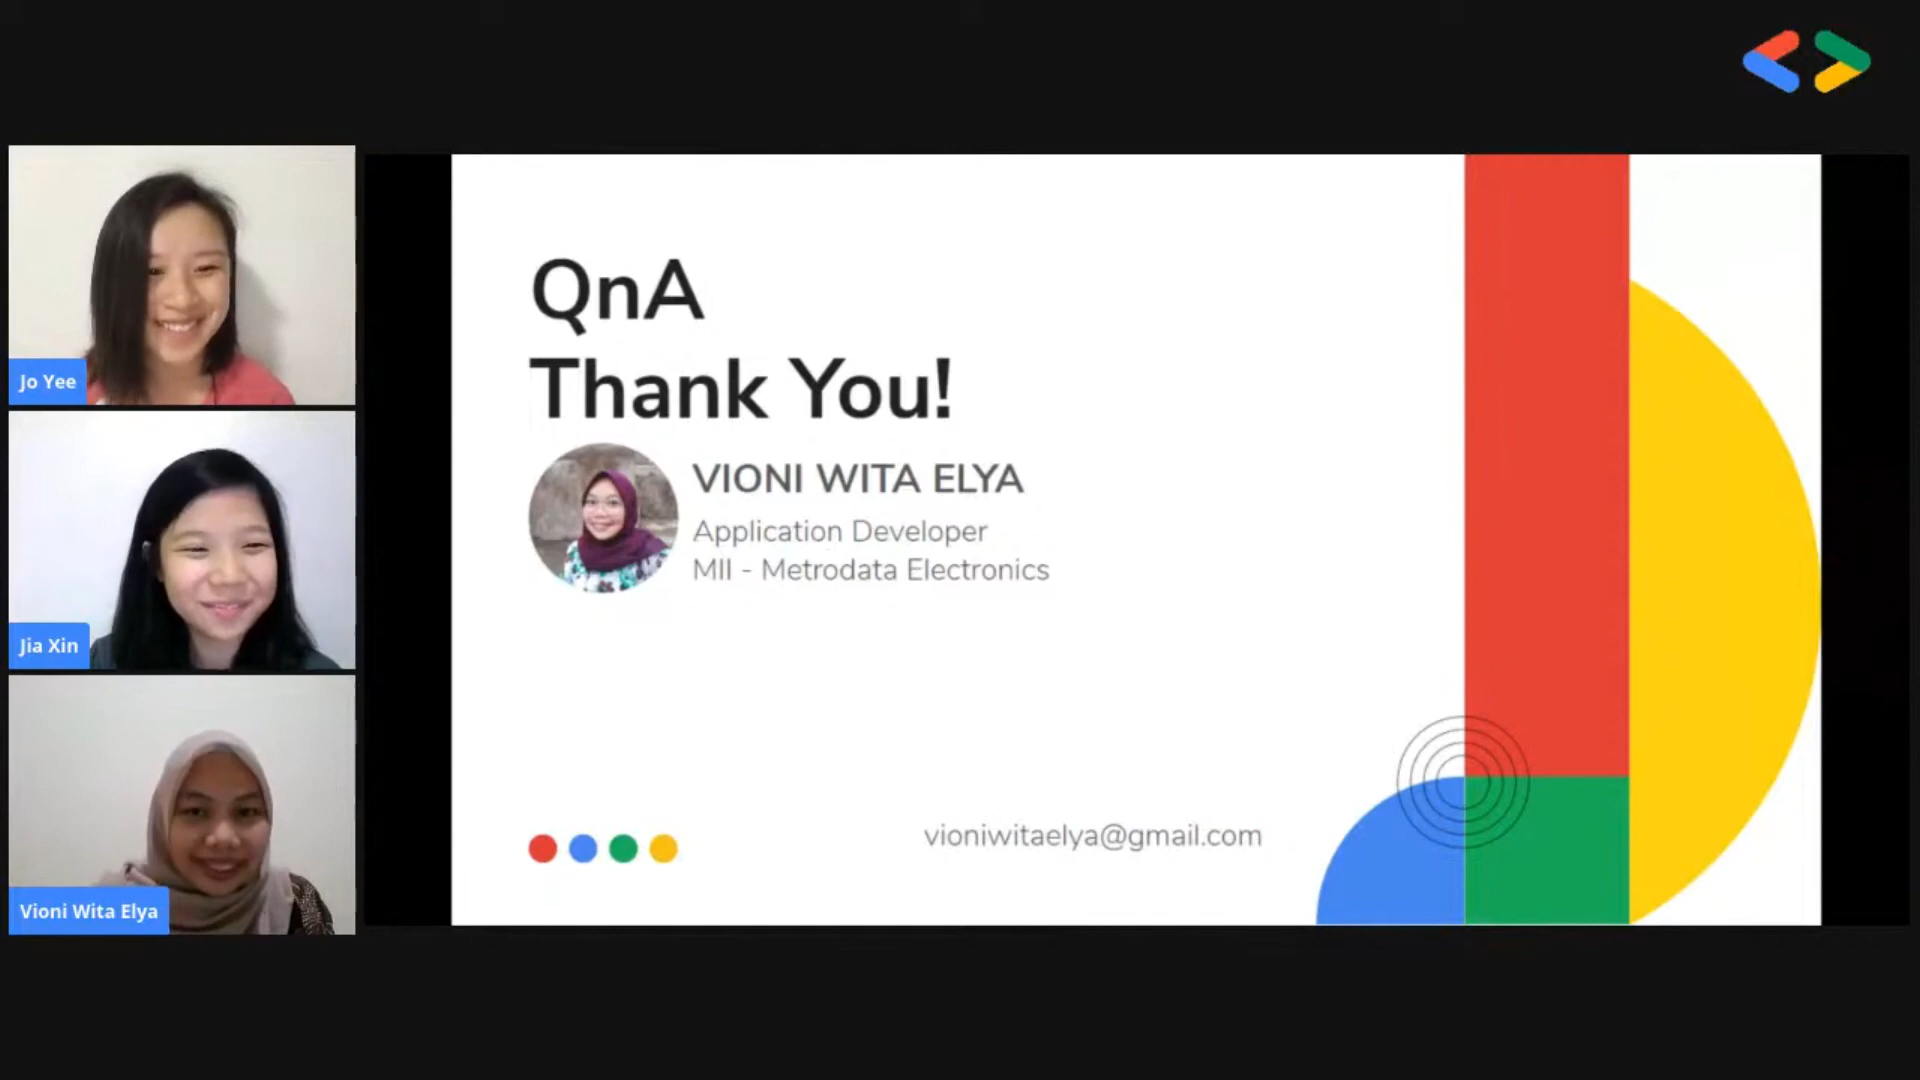 Jo Yee
Jia Xin
Vioni Wita Elya
QnA
Thank You!
VIONI WITA ELYA
Application Developer
MII - Metrodata Electronics
vioniwitaelya@gmail.com